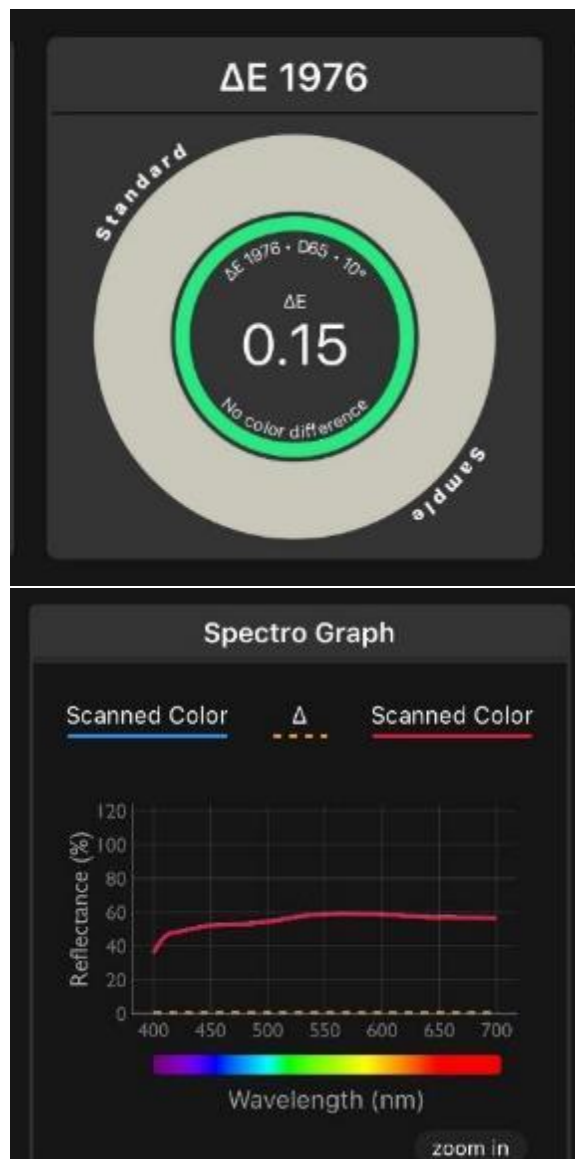 ΔE 1976
Standard
ΔE 1976 • D65 • 10°
ΔE
0.15
No color difference
Sample
Spectro Graph
Scanned Color Δ Scanned Color
120
100
80
60
40
20
0
Reflectance (%)
400 450 500 550 600 650 700
Wavelength (nm)
zoom in